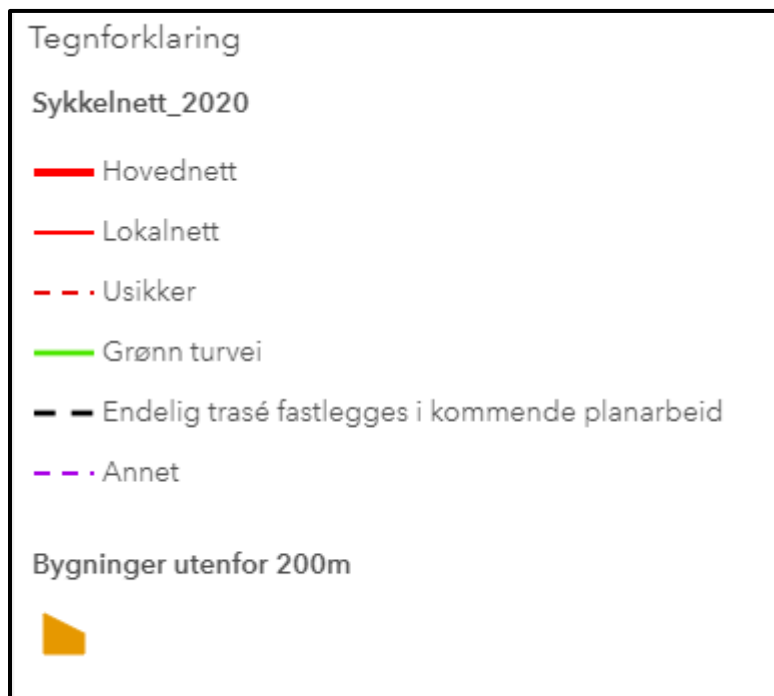 Tegnforklaring
Sykkelnett_2020
Hovednett
Lokalnett
Usikker
Grønn turvei
Endelig trasé fastlegges i kommende planarbeid
Annet
Bygninger utenfor 200m